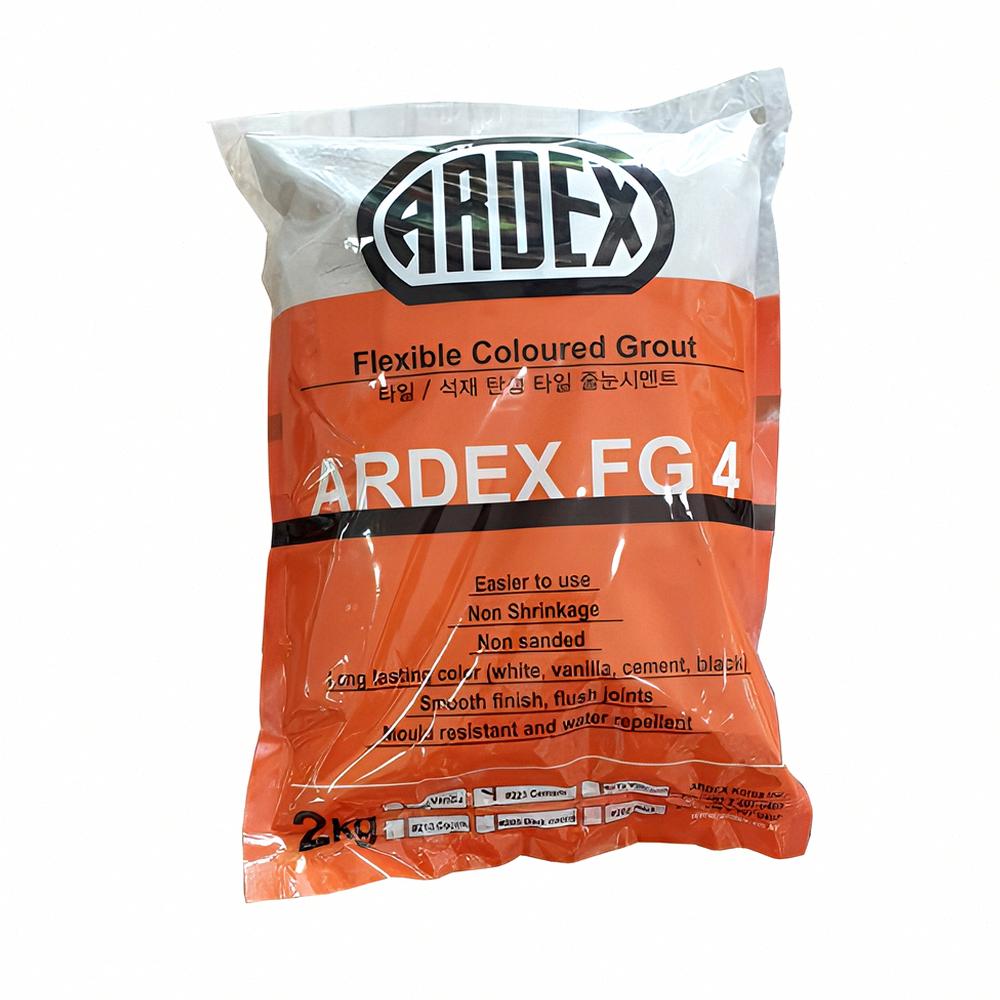 ARDEX
Flexible Coloured Grout
타일 / 석재 탄성 타일 줄눈시멘트
ARDEX FG 4
Easier to use
Non Shrinkage
Non sanded
Long lasting color (white, vanilla, cement, black)
Smooth finish, flush joints
Mould resistant and water repellent
2kg